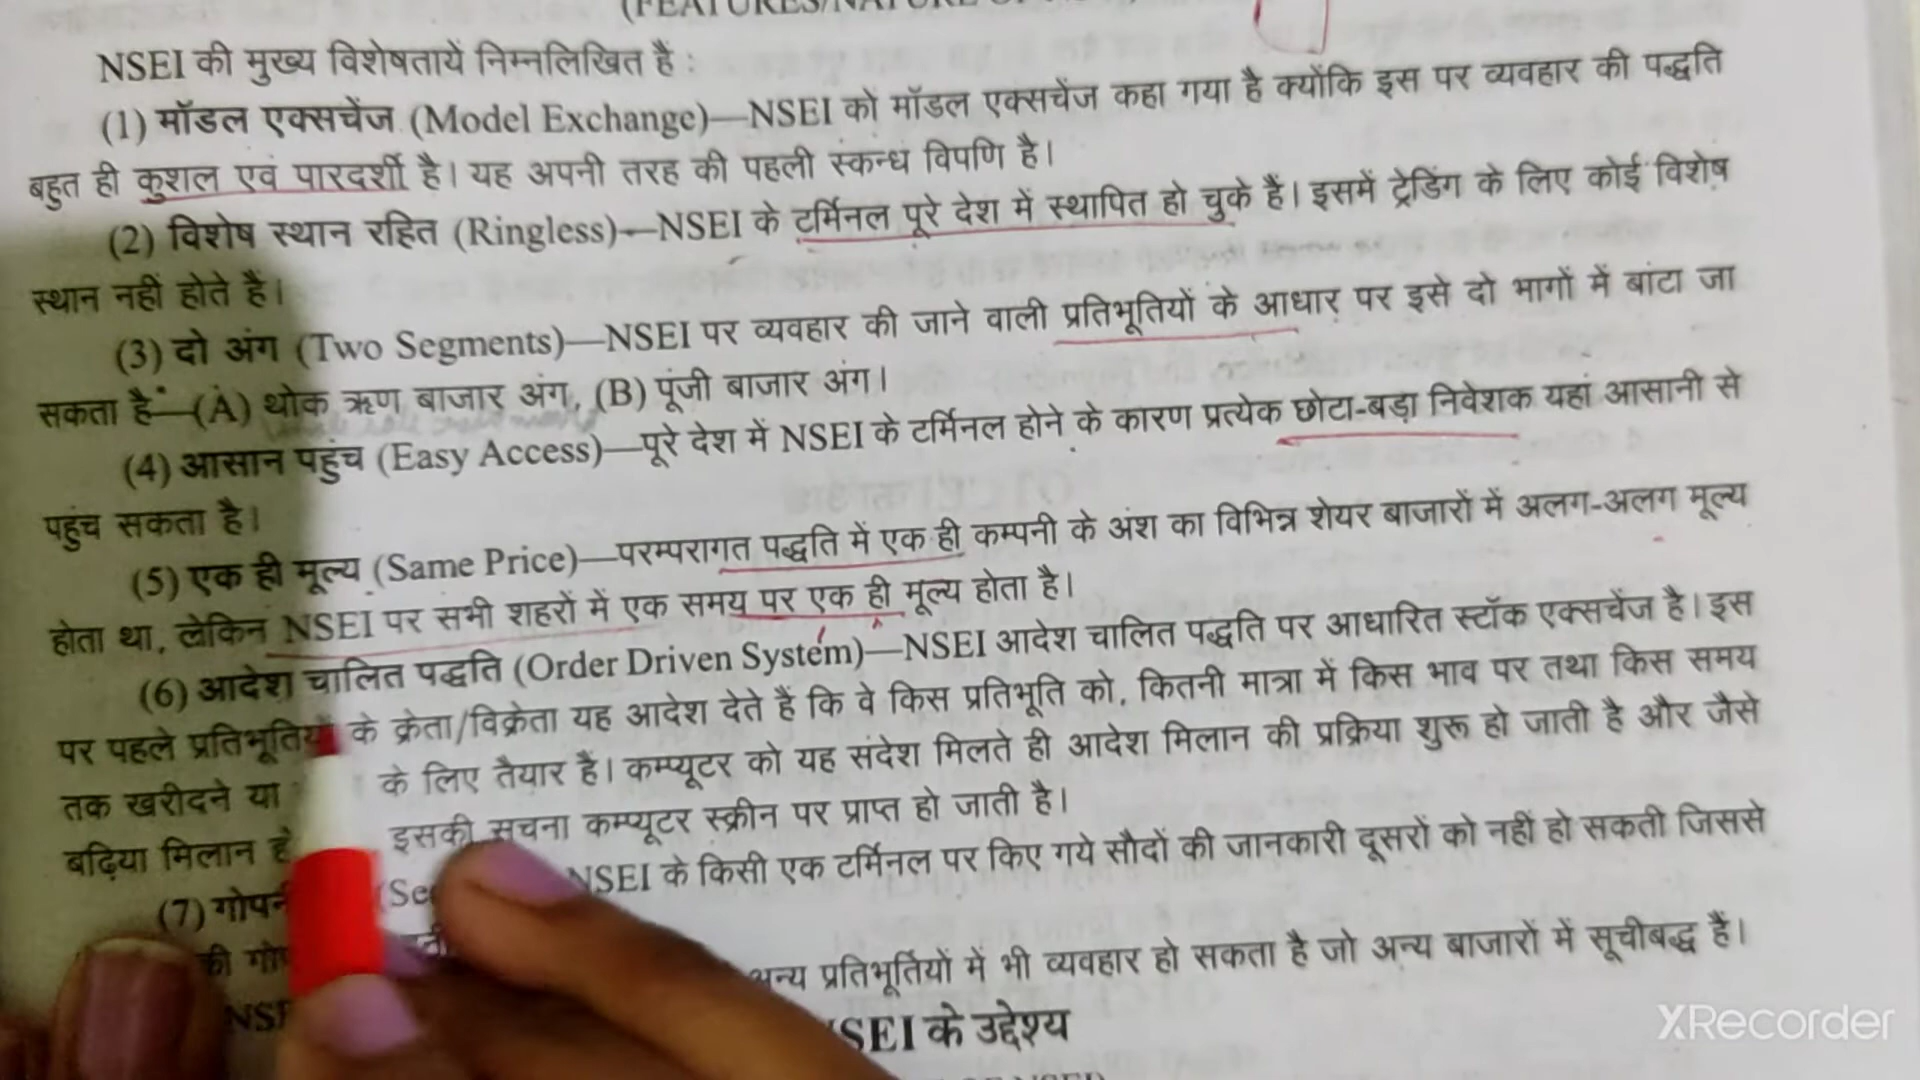 NSEI की मुख्य विशेषतायें निम्नलिखित हैं :
(1) मॉडल एक्सचेंज (Model Exchange)—NSEI को मॉडल एक्सचेंज कहा गया है क्योंकि इस पर व्यवहार की पद्धति
बहुत ही कुशल एवं पारदर्शी है। यह अपनी तरह की पहली स्कन्ध विपणि है।
(2) विशेष स्थान रहित (Ringless)—NSEI के टर्मिनल पूरे देश में स्थापित हो चुके हैं। इसमें ट्रेडिंग के लिए कोई विशेष
स्थान नहीं होते हैं।
(3) दो अंग (Two Segments)—NSEI पर व्यवहार की जाने वाली प्रतिभूतियों के आधार पर इसे दो भागों में बांटा जा
सकता है—(A) थोक ऋण बाजार अंग, (B) पूंजी बाजार अंग।
(4) आसान पहुंच (Easy Access)—पूरे देश में NSEI के टर्मिनल होने के कारण प्रत्येक छोटा-बड़ा निवेशक यहां आसानी से
पहुंच सकता है।
(5) एक ही मूल्य (Same Price)—परम्परागत पद्धति में एक ही कम्पनी के अंश का विभिन्न शेयर बाजारों में अलग-अलग मूल्य
होता था, लेकिन NSEI पर सभी शहरों में एक समय पर एक ही मूल्य होता है।
(6) आदेश चालित पद्धति (Order Driven System)—NSEI आदेश चालित पद्धति पर आधारित स्टॉक एक्सचेंज है। इस
पर पहले प्रतिभूतियों के क्रेता/विक्रेता यह आदेश देते हैं कि वे किस प्रतिभूति को, कितनी मात्रा में किस भाव पर तथा किस समय
तक खरीदने या के लिए तैयार हैं। कम्प्यूटर को यह संदेश मिलते ही आदेश मिलान की प्रक्रिया शुरू हो जाती है और जैसे
बढ़िया मिलान इसकी सूचना कम्प्यूटर स्क्रीन पर प्राप्त हो जाती है।
(7) NSEI के किसी एक टर्मिनल पर किए गये सौदों की जानकारी दूसरों को नहीं हो सकती जिससे
की अन्य प्रतिभूतियों में भी व्यवहार हो सकता है जो अन्य बाजारों में सूचीबद्ध हैं।
NSEI के उद्देश्य
XRecorder